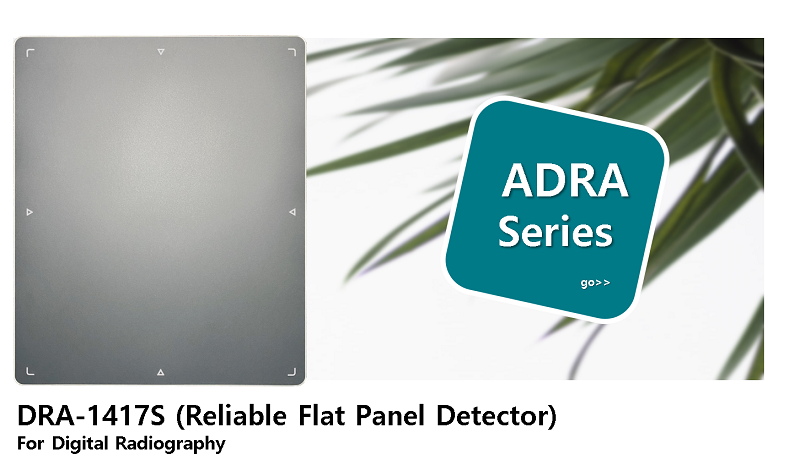 ADRA
Series
go>>
DRA-1417S (Reliable Flat Panel Detector)
For Digital Radiography